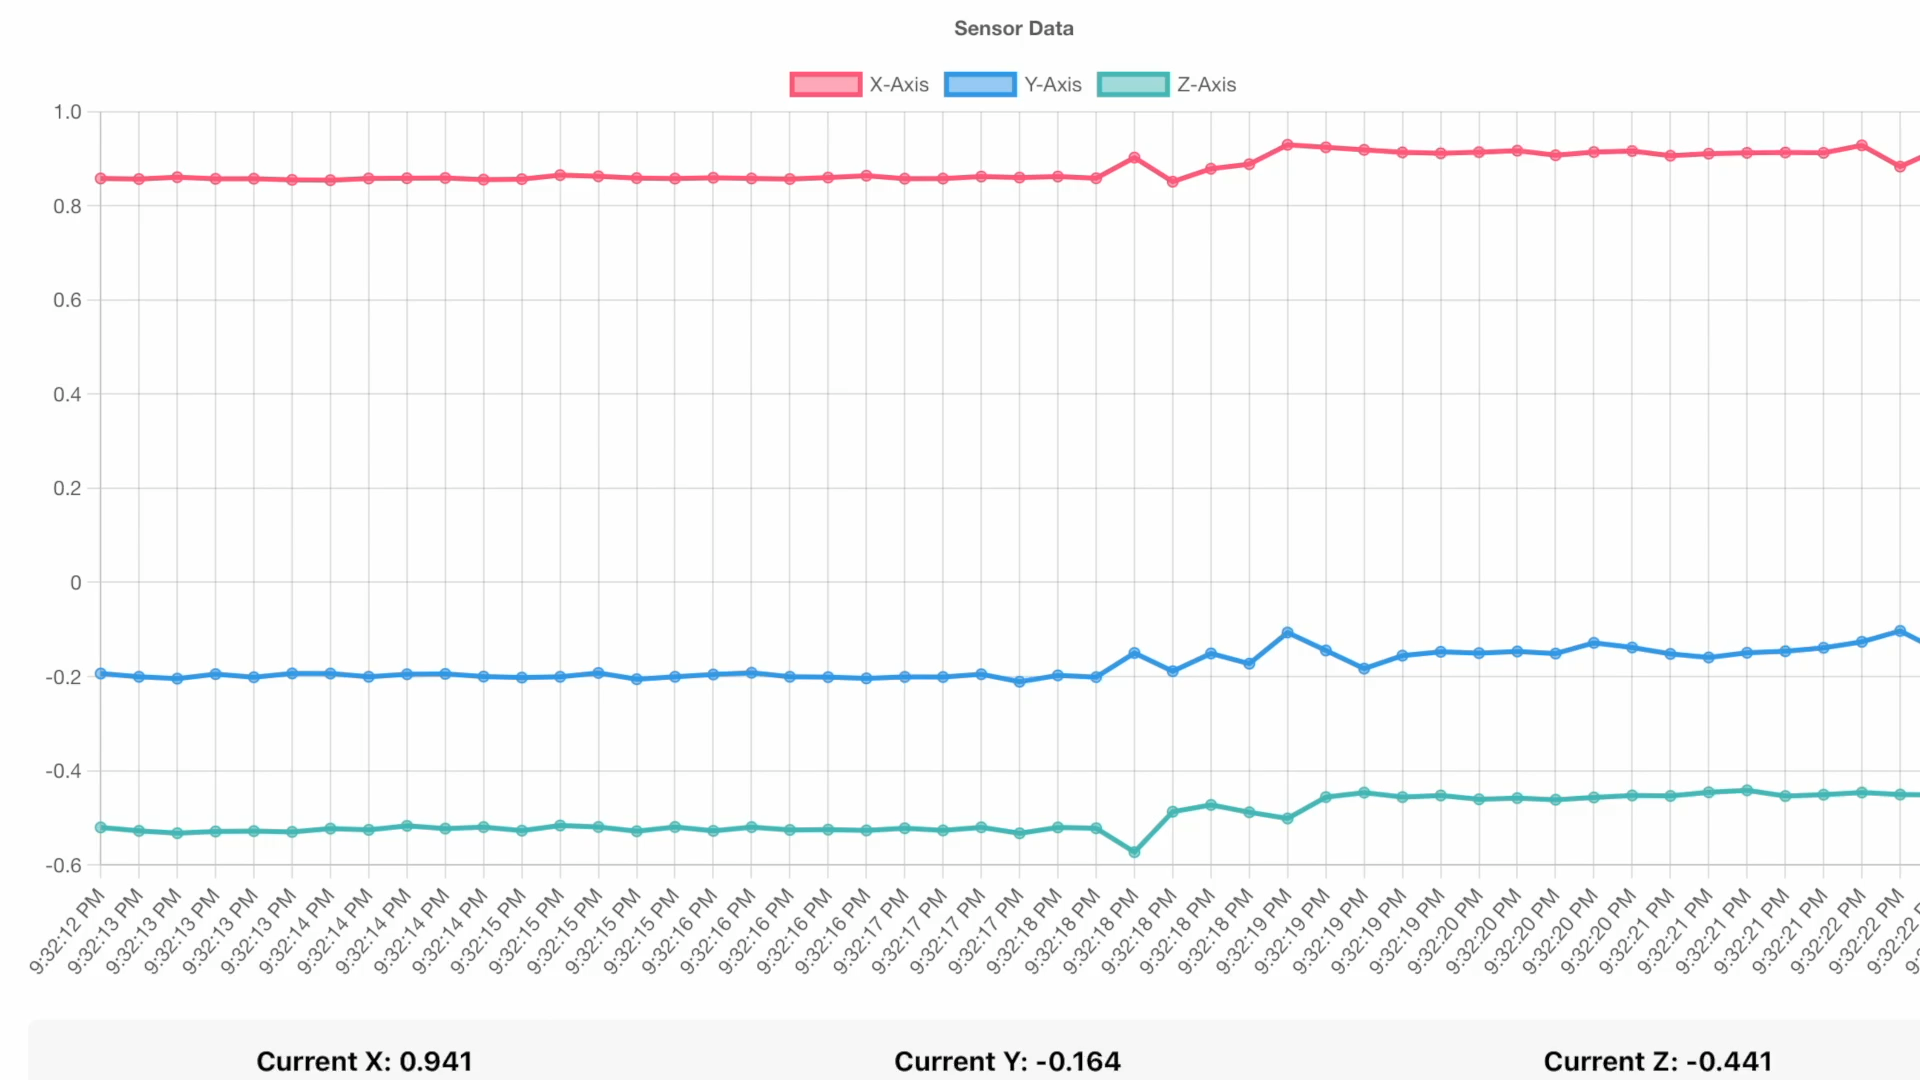 Sensor Data
X-Axis
Y-Axis
Z-Axis
1.0
0.8
0.6
0.4
0.2
0
-0.2
-0.4
-0.6
9:32:12 PM
9:32:13 PM
9:32:13 PM
9:32:13 PM
9:32:13 PM
9:32:13 PM
9:32:14 PM
9:32:14 PM
9:32:14 PM
9:32:14 PM
9:32:14 PM
9:32:15 PM
9:32:15 PM
9:32:15 PM
9:32:15 PM
9:32:15 PM
9:32:16 PM
9:32:16 PM
9:32:16 PM
9:32:16 PM
9:32:16 PM
9:32:17 PM
9:32:17 PM
9:32:17 PM
9:32:17 PM
9:32:18 PM
9:32:18 PM
9:32:18 PM
9:32:18 PM
9:32:18 PM
9:32:18 PM
9:32:19 PM
9:32:19 PM
9:32:19 PM
9:32:19 PM
9:32:19 PM
9:32:20 PM
9:32:20 PM
9:32:20 PM
9:32:20 PM
9:32:20 PM
9:32:21 PM
9:32:21 PM
9:32:21 PM
9:32:21 PM
9:32:21 PM
9:32:22 PM
9:32:22 PM
9:32:22
Current X: 0.941
Current Y: -0.164
Current Z: -0.441